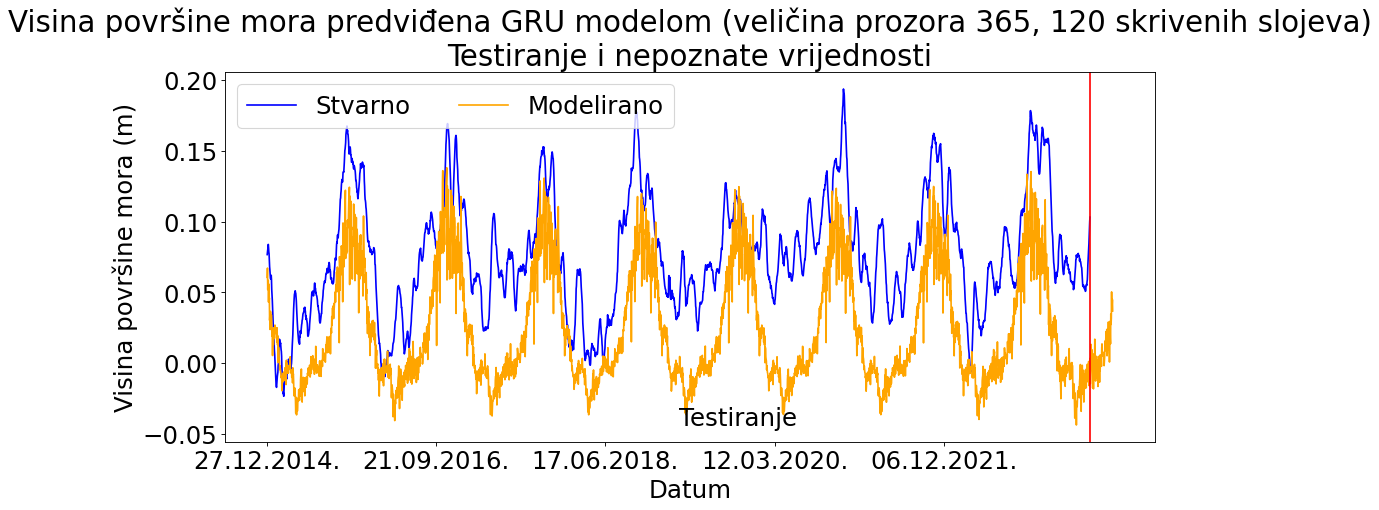 Visina površine mora predviđena GRU modelom (veličina prozora 365, 120 skrivenih slojeva)
Testiranje i nepoznate vrijednosti
Stvarno
Modelirano
Visina površine mora (m)
0.20
0.15
0.10
0.05
0.00
−0.05
Testiranje
27.12.2014.
21.09.2016.
17.06.2018.
12.03.2020.
06.12.2021.
Datum